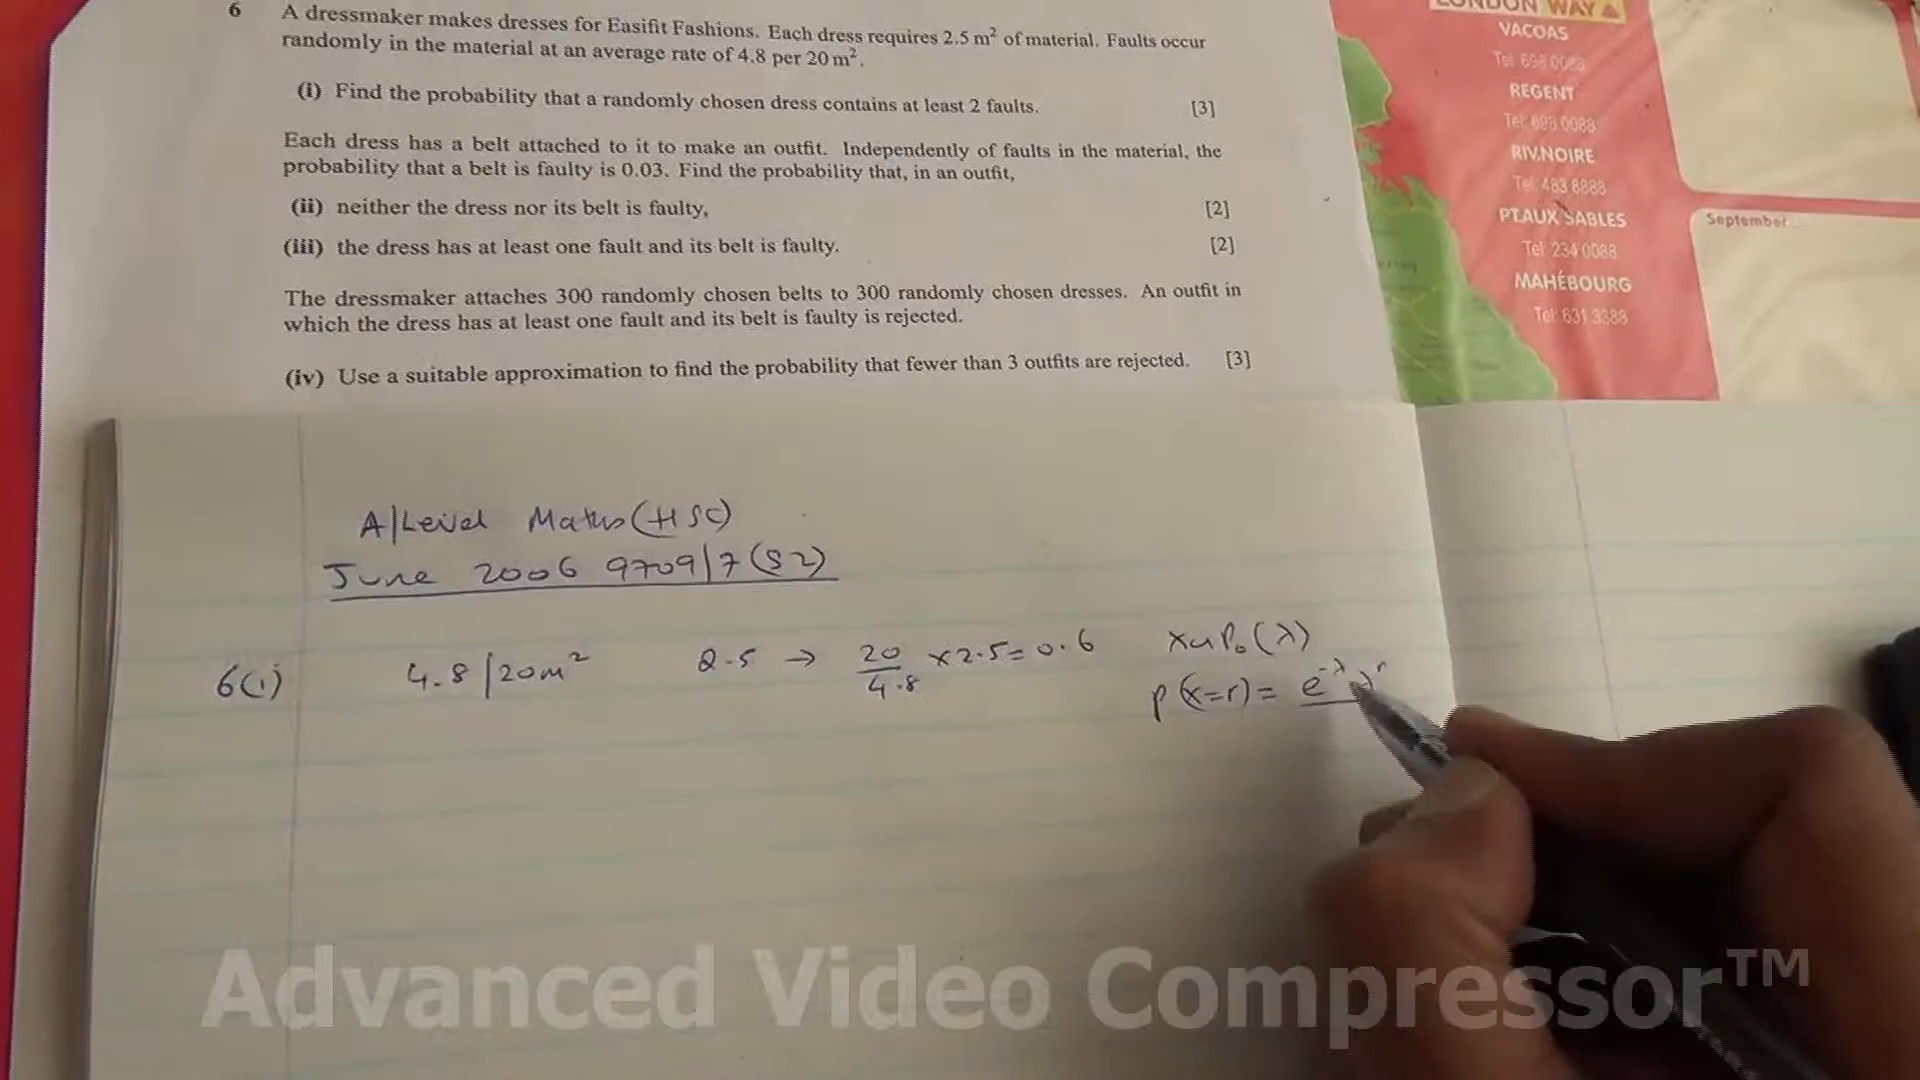 6 A dressmaker makes dresses for Easifit Fashions. Each dress requires 2.5 m² of material. Faults occur
randomly in the material at an average rate of 4.8 per 20 m².
(i) Find the probability that a randomly chosen dress contains at least 2 faults. [3]
Each dress has a belt attached to it to make an outfit. Independently of faults in the material, the
probability that a belt is faulty is 0.03. Find the probability that, in an outfit,
(ii) neither the dress nor its belt is faulty, [2]
(iii) the dress has at least one fault and its belt is faulty. [2]
The dressmaker attaches 300 randomly chosen belts to 300 randomly chosen dresses. An outfit in
which the dress has at least one fault and its belt is faulty is rejected.
(iv) Use a suitable approximation to find the probability that fewer than 3 outfits are rejected. [3]
LONDON WAY
VACOAS
Tel: 696 0088
REGENT
Tel: 698 0088
RIV.NOIRE
Tel: 483 8888
PT.AUX SABLES
Tel: 234 0088
MAHÉBOURG
Tel: 631 3388
September
A/Level Maths (HSC)
June 2006 9709/7 (S2)
6(i) 4.8/20m² 2.5 → 20/4.8 × 2.5 = 0.6 X~Po(λ)
P(x=r) = e^-λ λ^r
Advanced Video Compressor™